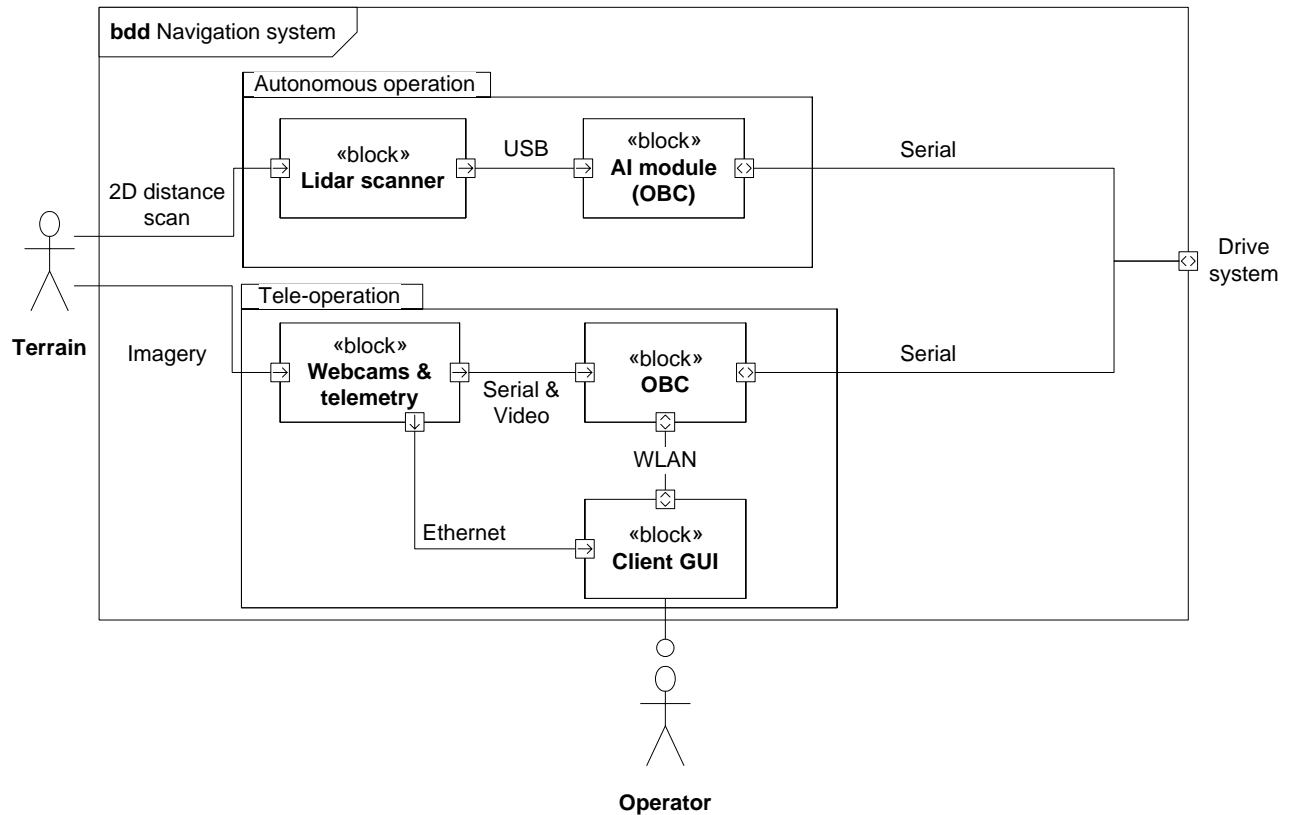 bdd Navigation system
Autonomous operation
«block»
Lidar scanner
USB
«block»
AI module
(OBC)
Serial
2D distance
scan
Terrain
Drive
system
Tele-operation
Imagery
«block»
Webcams &
telemetry
Serial &
Video
«block»
OBC
Serial
WLAN
Ethernet
«block»
Client GUI
Operator